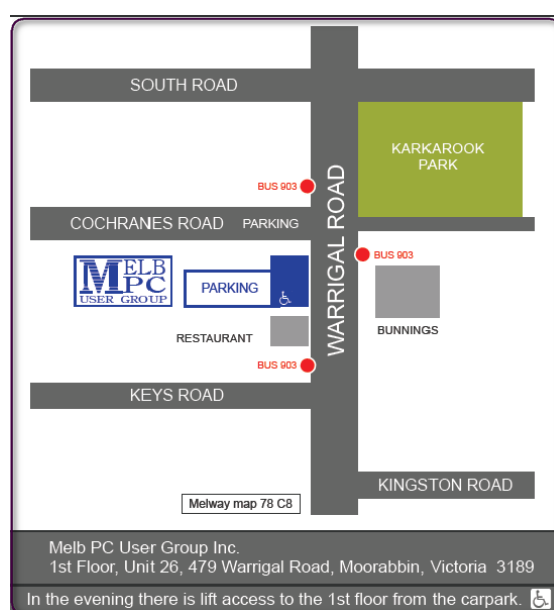 SOUTH ROAD
KARKAROOK
PARK
BUS 903
WARRIGAL ROAD
COCHRANES ROAD PARKING
BUS 903
MELB
PC
USER GROUP
PARKING
BUNNINGS
RESTAURANT
BUS 903
KEYS ROAD
KINGSTON ROAD
Melway map 78 C8
Melb PC User Group Inc.
1st Floor, Unit 26, 479 Warrigal Road, Moorabbin, Victoria 3189
In the evening there is lift access to the 1st floor from the carpark.